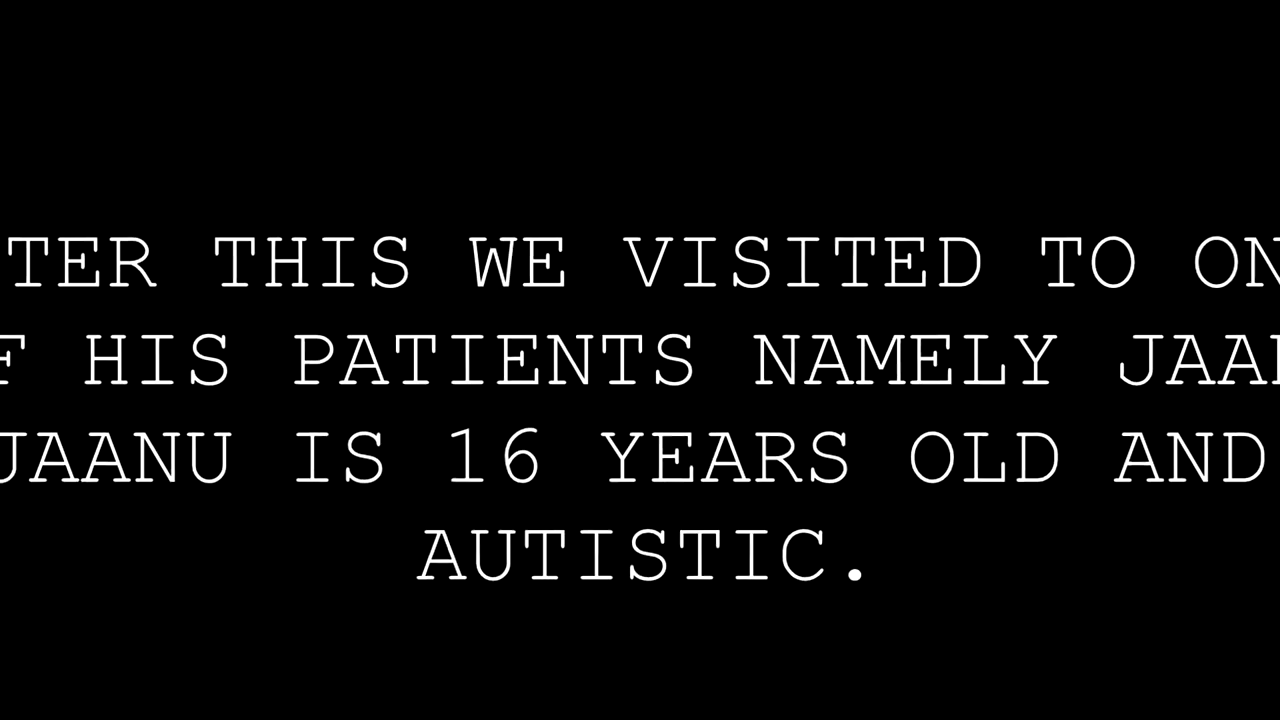 TER THIS WE VISITED TO ON
F HIS PATIENTS NAMELY JAA
JAANU IS 16 YEARS OLD AND
AUTISTIC.